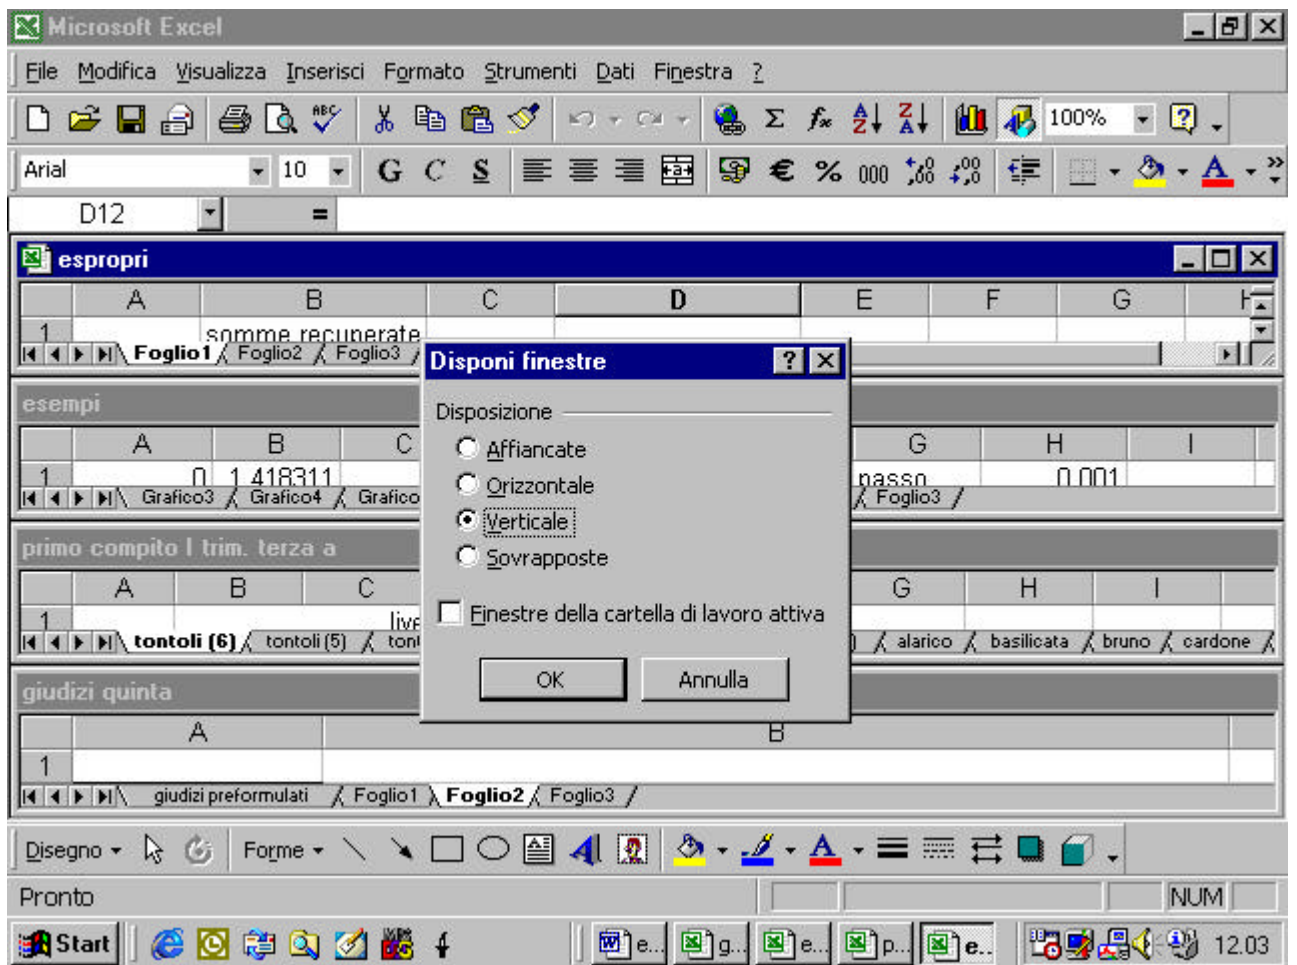 Microsoft Excel
File Modifica Visualizza Inserisci Formato Strumenti Dati Finestra ?
ABC Σ fx A Z Z A 100% ?
Arial 10 G C S a € % 000 ,00 A »
D12 =
espropri
A B C D E F G H
1 somme recuperate
Foglio1 Foglio2 Foglio3
Disponi finestre ?
esempi
Disposizione
A B C G H I
Affiancate
1 0 1.418311 passo 0.001
Orizzontale
Grafico3 Grafico4 Grafico Foglio3
Verticale
primo compito I trim. terza a
Sovrapposte
A B C G H I
1 live
Finestre della cartella di lavoro attiva
tontoli (6) tontoli (5) ton alarico basilicata bruno cardone
OK Annulla
giudizi quinta
A B
1
giudizi preformulati Foglio1 Foglio2 Foglio3
Disegno Forme A A
Pronto NUM
Start e... g... e... p... e.. 12.03